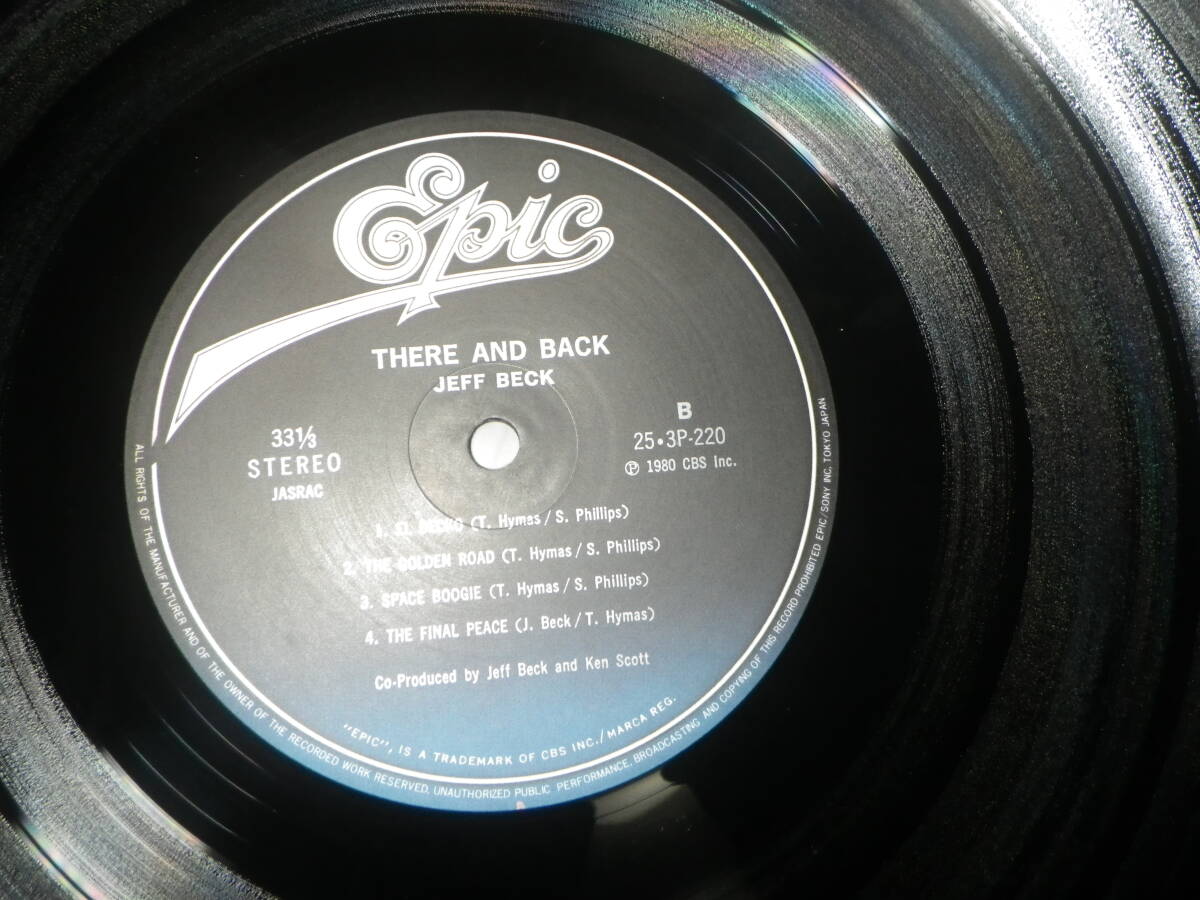 Epic
THERE AND BACK
JEFF BECK
33⅓
STEREO
JASRAC
B
25•3P-220
Ⓟ 1980 CBS Inc.
1. EL BECKO (T. Hymas / S. Phillips)
2. THE GOLDEN ROAD (T. Hymas / S. Phillips)
3. SPACE BOOGIE (T. Hymas / S. Phillips)
4. THE FINAL PEACE (J. Beck / T. Hymas)
Co-Produced by Jeff Beck and Ken Scott
"EPIC", IS A TRADEMARK OF CBS INC./MARCA REG.
ALL RIGHTS OF THE MANUFACTURER AND OF THE OWNER OF THE RECORDED WORK RESERVED, UNAUTHORIZED PUBLIC PERFORMANCE, BROADCASTING AND COPYING OF THIS RECORD PROHIBITED EPIC/SONY INC. TOKYO JAPAN